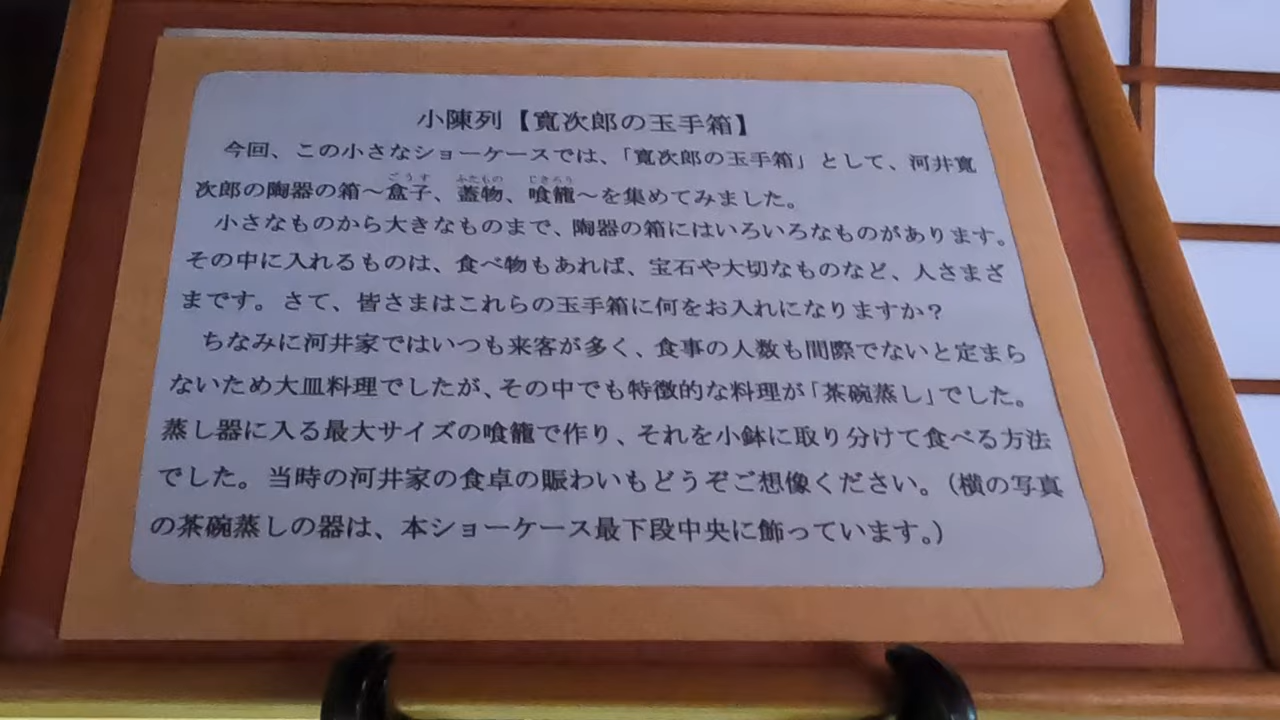 小陳列【寛次郎の玉手箱】
今回、この小さなショーケースでは、「寛次郎の玉手箱」として、河井寛
次郎の陶器の箱～盒子、蓋物、喰籠～を集めてみました。
小さなものから大きなものまで、陶器の箱にはいろいろなものがあります。
その中に入れるものは、食べ物もあれば、宝石や大切なものなど、人さまざ
まです。さて、皆さまはこれらの玉手箱に何をお入れになりますか？
ちなみに河井家ではいつも来客が多く、食事の人数も間際でないと定まら
ないため大皿料理でしたが、その中でも特徴的な料理が「茶碗蒸し」でした。
蒸し器に入る最大サイズの喰籠で作り、それを小鉢に取り分けて食べる方法
でした。当時の河井家の食卓の賑わいもどうぞご想像ください。（横の写真
の茶碗蒸しの器は、本ショーケース最下段中央に飾っています。）